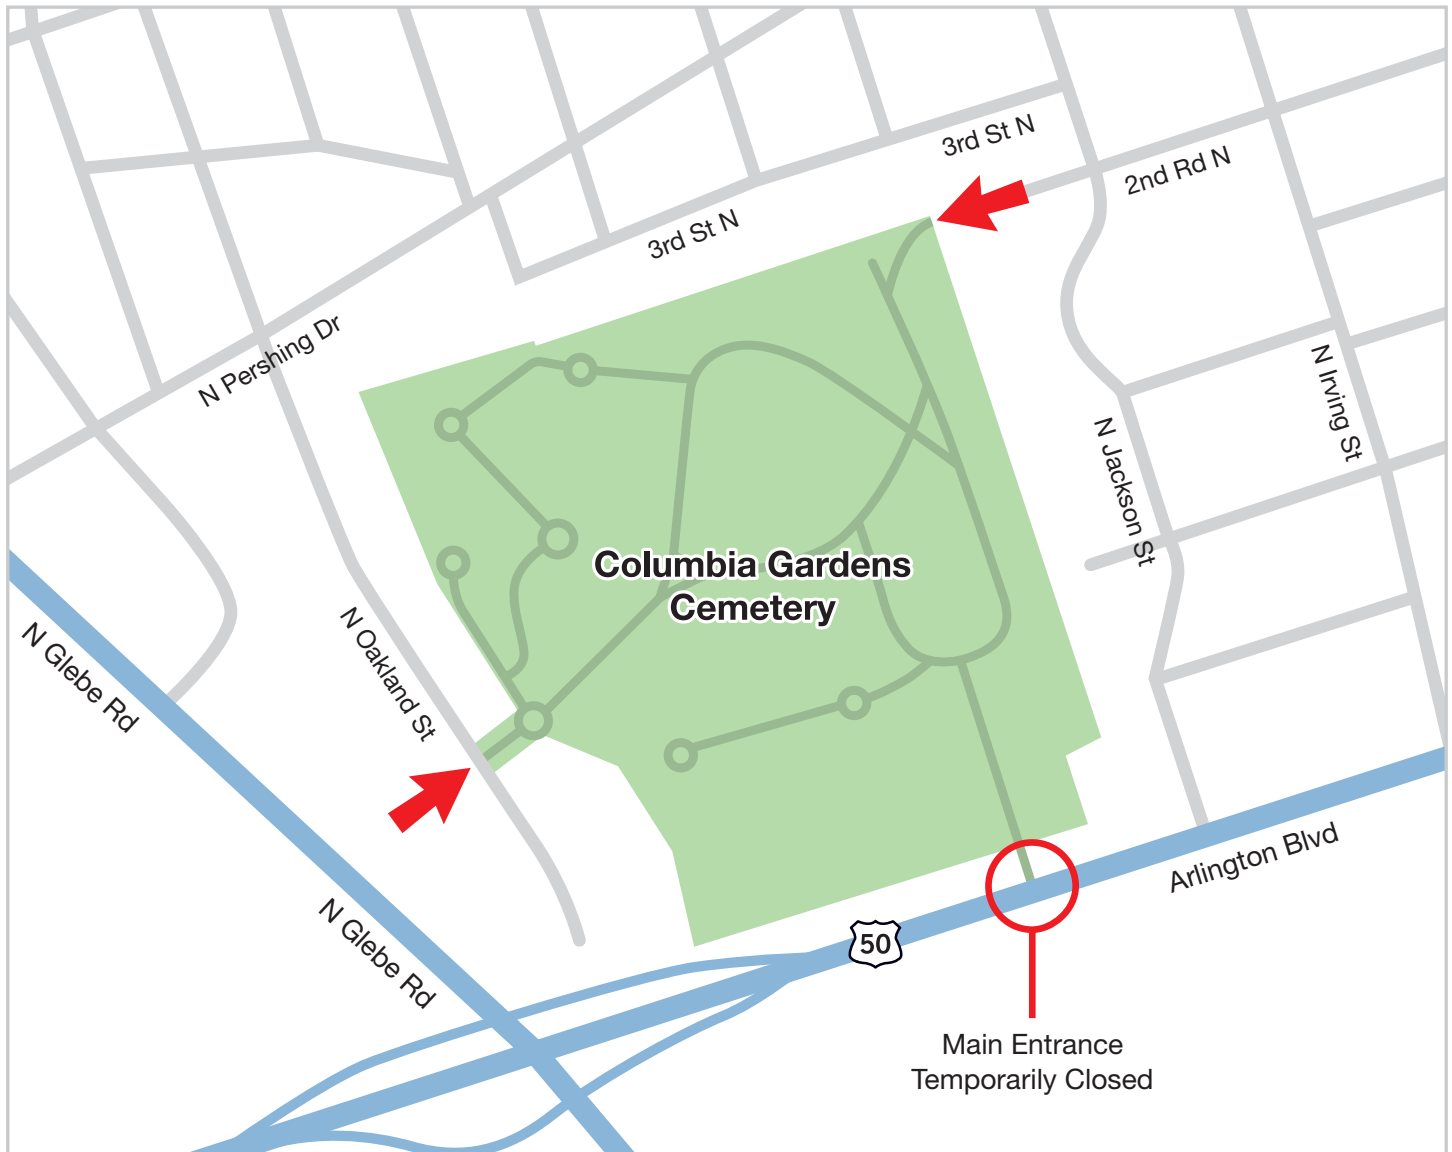 3rd St N
2nd Rd N
3rd St N
N Pershing Dr
N Irving St
N Jackson St
Columbia Gardens
Cemetery
N Oakland St
N Glebe Rd
Arlington Blvd
N Glebe Rd
50
Main Entrance
Temporarily Closed